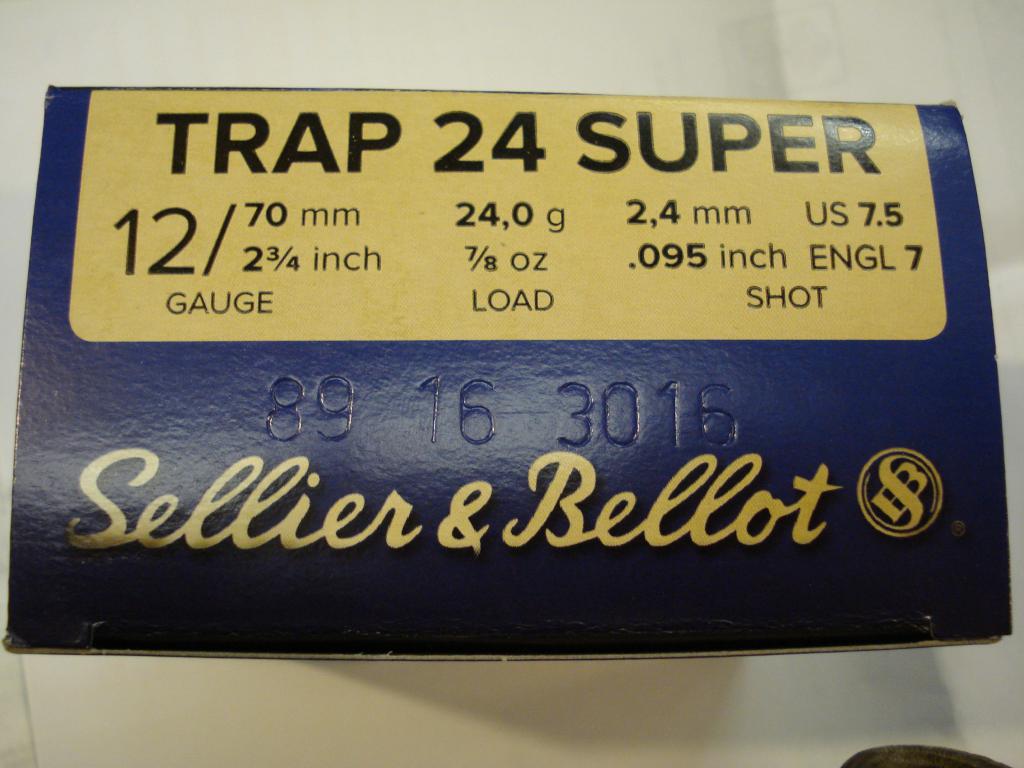 TRAP 24 SUPER
12/ 70 mm 24,0 g 2,4 mm US 7.5
2¾ inch ⅞ oz .095 inch ENGL 7
GAUGE LOAD SHOT
89 16 3016
Sellier & Bellot SB ®